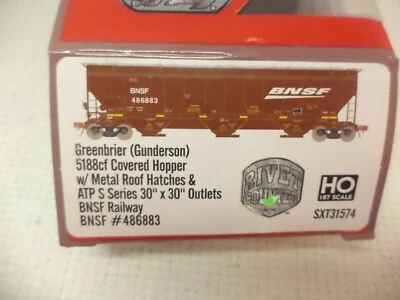 BNSF
486883
BNSF
Greenbrier (Gunderson)
5188cf Covered Hopper
w/ Metal Roof Hatches &
ATP S Series 30" x 30" Outlets
BNSF Railway
BNSF #486883
RIVET
COUNTER
HO
1:87 SCALE
SXT31574